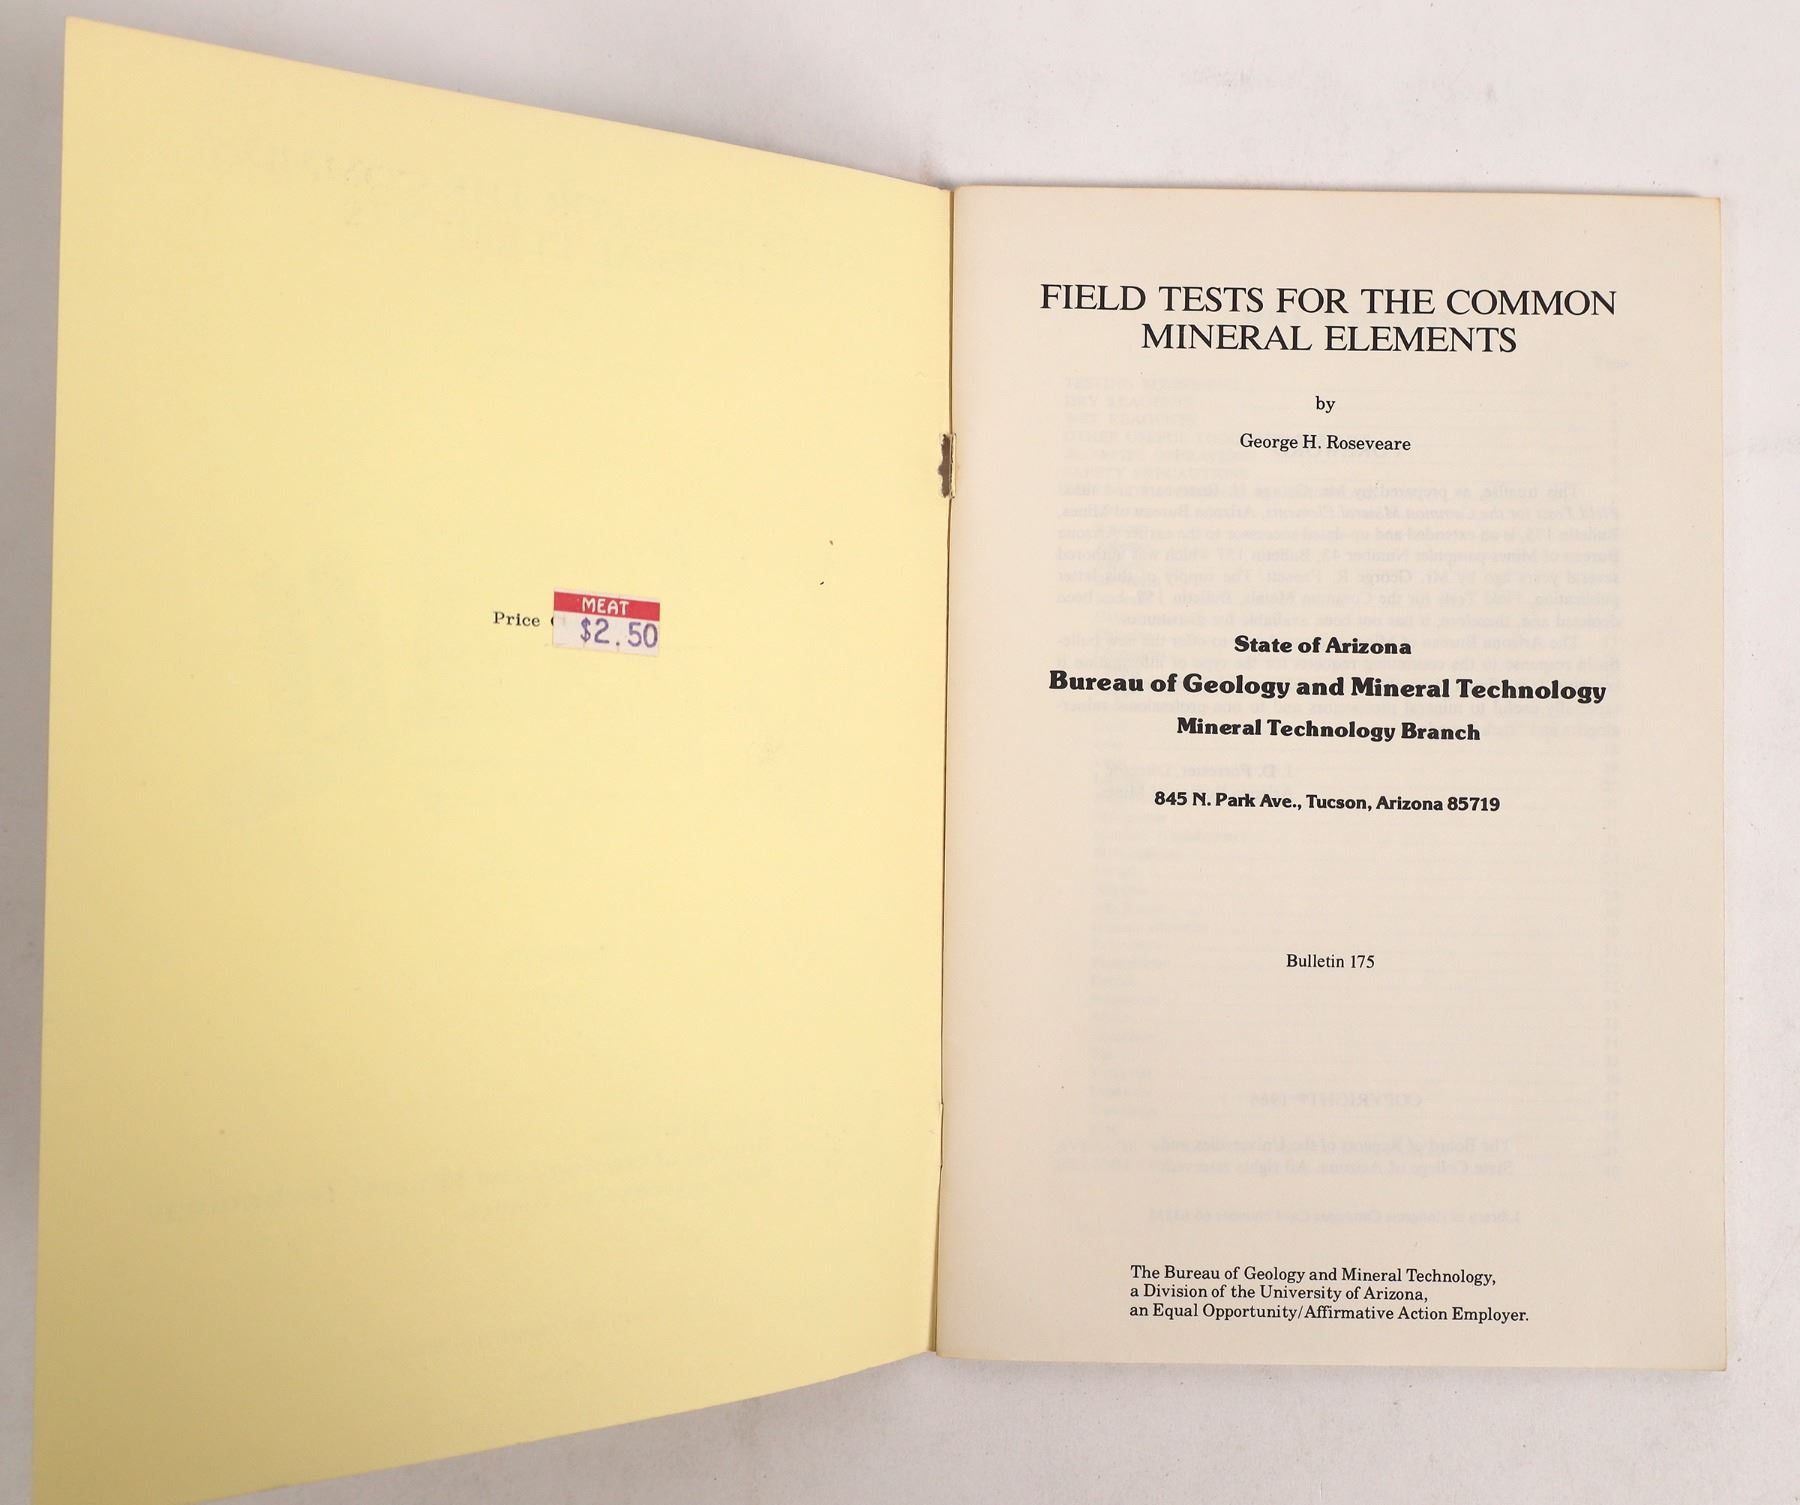 Price
MEAT
$2.50
FIELD TESTS FOR THE COMMON
MINERAL ELEMENTS
by
George H. Roseveare
State of Arizona
Bureau of Geology and Mineral Technology
Mineral Technology Branch
845 N. Park Ave., Tucson, Arizona 85719
Bulletin 175
The Bureau of Geology and Mineral Technology,
a Division of the University of Arizona,
an Equal Opportunity/Affirmative Action Employer.